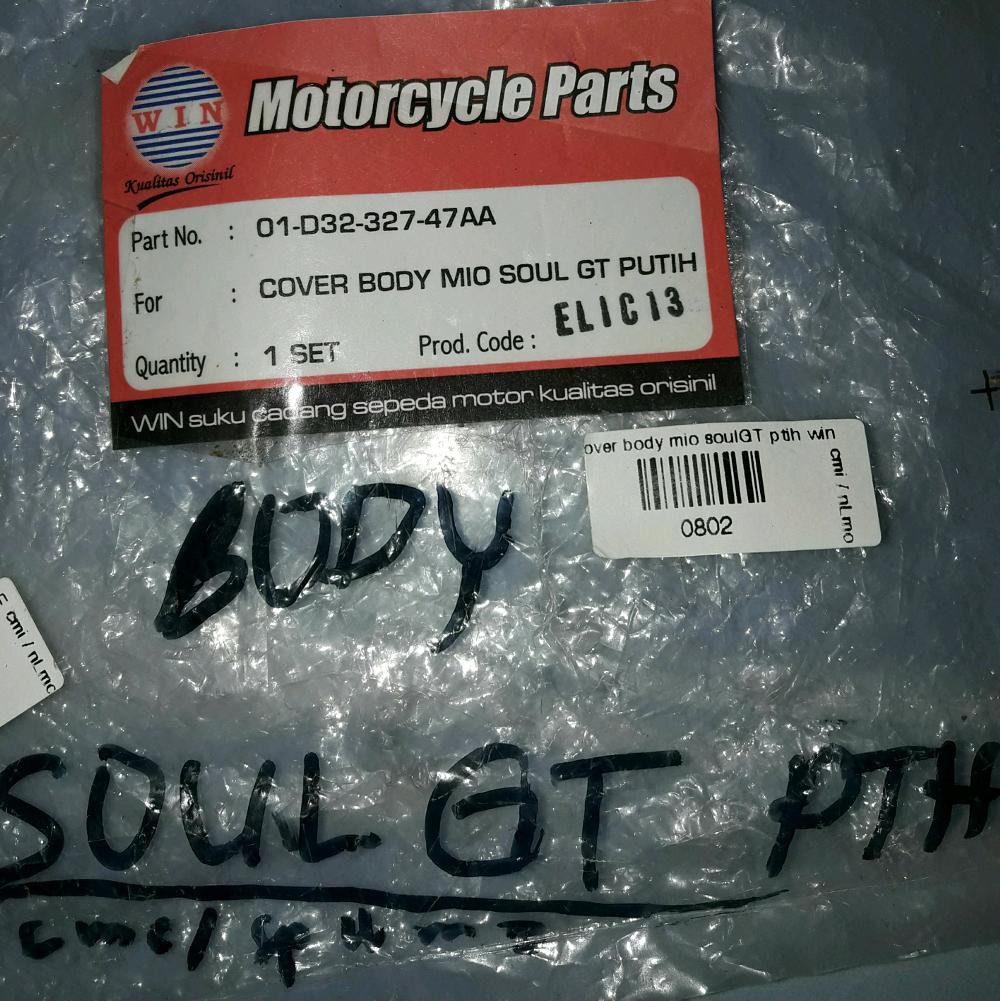 WIN
Kualitas Orisinil
Motorcycle Parts
Part No. : 01-D32-327-47AA
For : COVER BODY MIO SOUL GT PUTIH
Quantity : 1 SET Prod. Code : ELIC13
WIN suku cadang sepeda motor kualitas orisinil
over body mio soulGT ptih win
0802
cmi / nLmo
BODY
cmi / nLmo
SOUL GT PTH